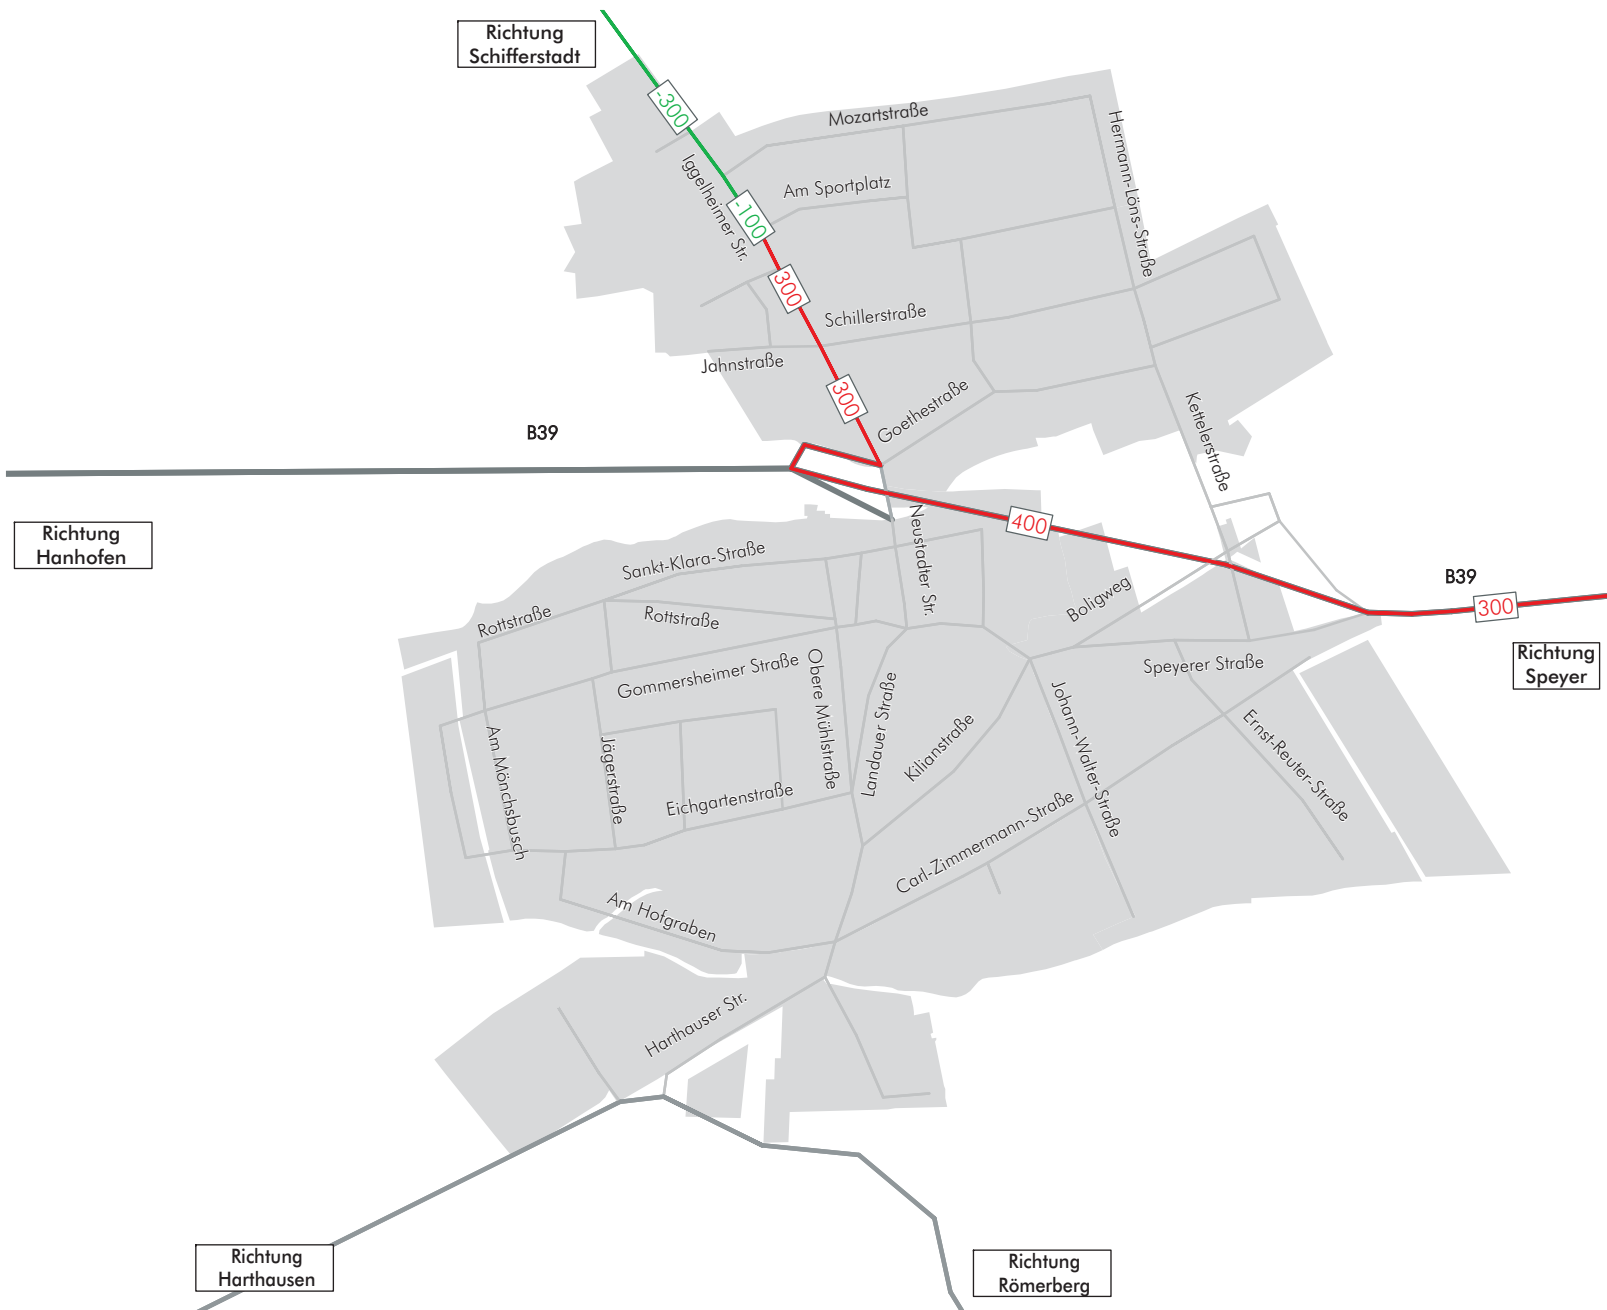 Richtung
Schifferstadt
-300
Mozartstraße
Hermann-Löns-Straße
Iggelheimer Str.
Am Sportplatz
-100
300
Schillerstraße
Jahnstraße
300
Goethestraße
Kettelerstraße
B39
Richtung
Hanhofen
Neustadter Str.
400
Sankt-Klara-Straße
Boligweg
B39
300
Rottstraße
Rottstraße
Richtung
Speyer
Gommersheimer Straße
Obere Mühlstraße
Speyerer Straße
Landauer Straße
Kilianstraße
Johann-Walter-Straße
Ernst-Reuter-Straße
Am Mönchsbusch
Jägerstraße
Eichgartenstraße
Carl-Zimmermann-Straße
Am Hofgraben
Harthauser Str.
Richtung
Harthausen
Richtung
Römerberg